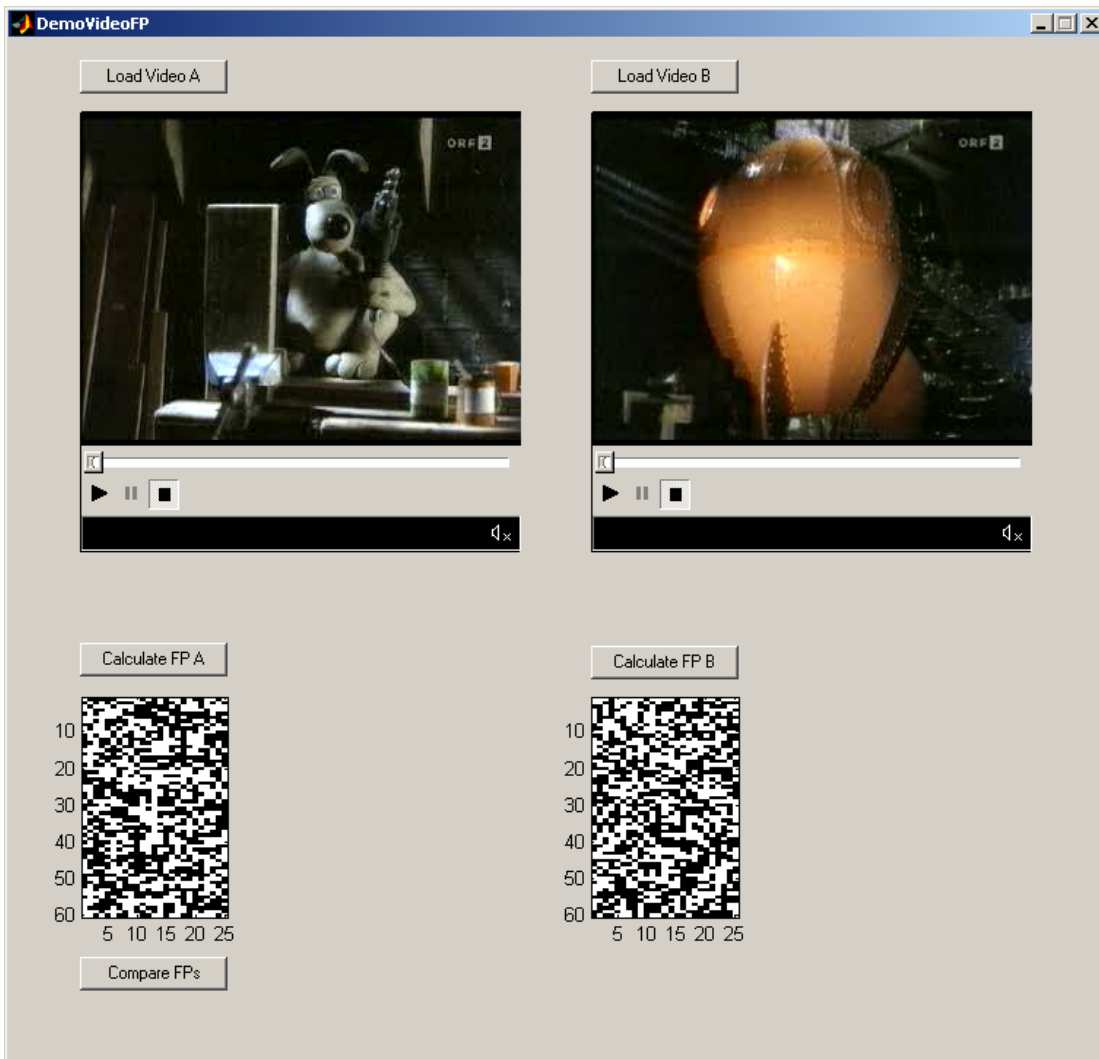 DemoVideoFP
Load Video A
Load Video B
ORF 2
ORF 2
Calculate FP A
Calculate FP B
10
20
30
40
50
60
5 10 15 20 25
10
20
30
40
50
60
5 10 15 20 25
Compare FPs